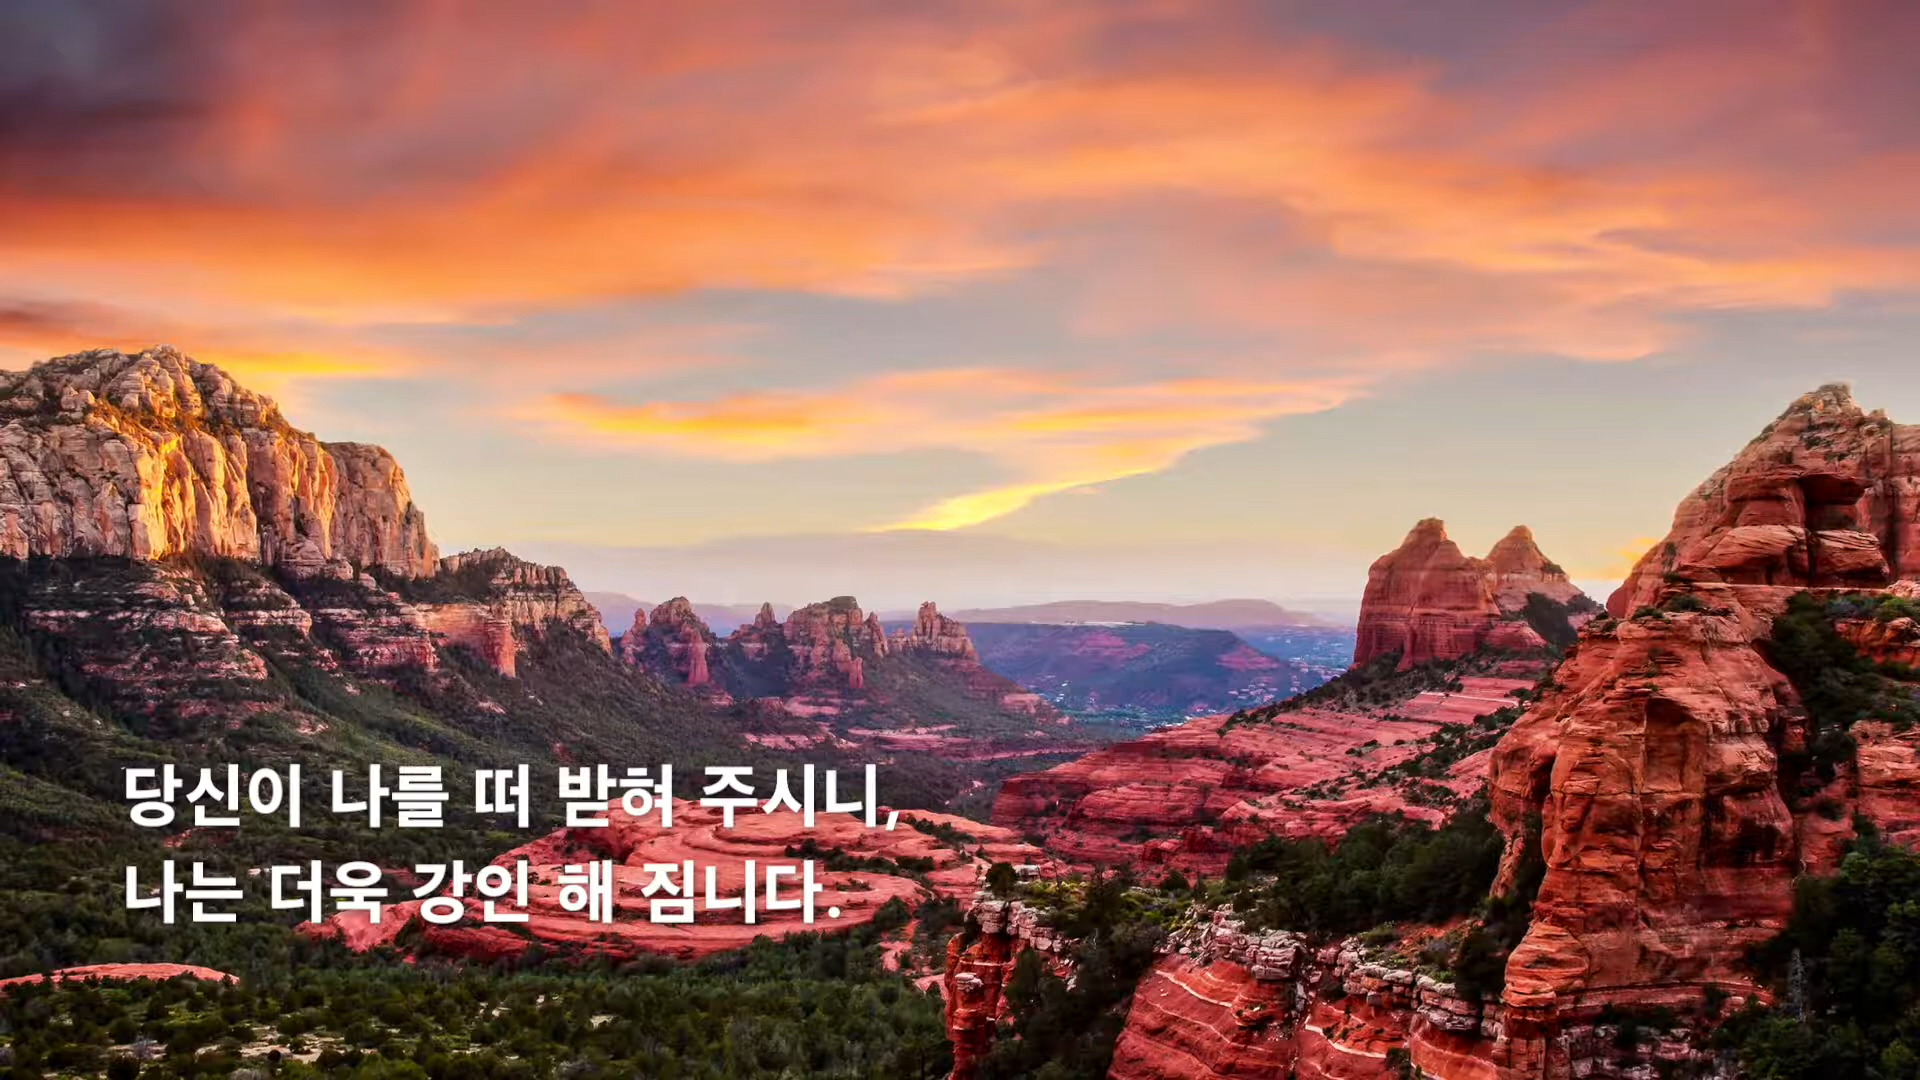 당신이 나를 떠 받혀 주시니,
나는 더욱 강인 해 짐니다.